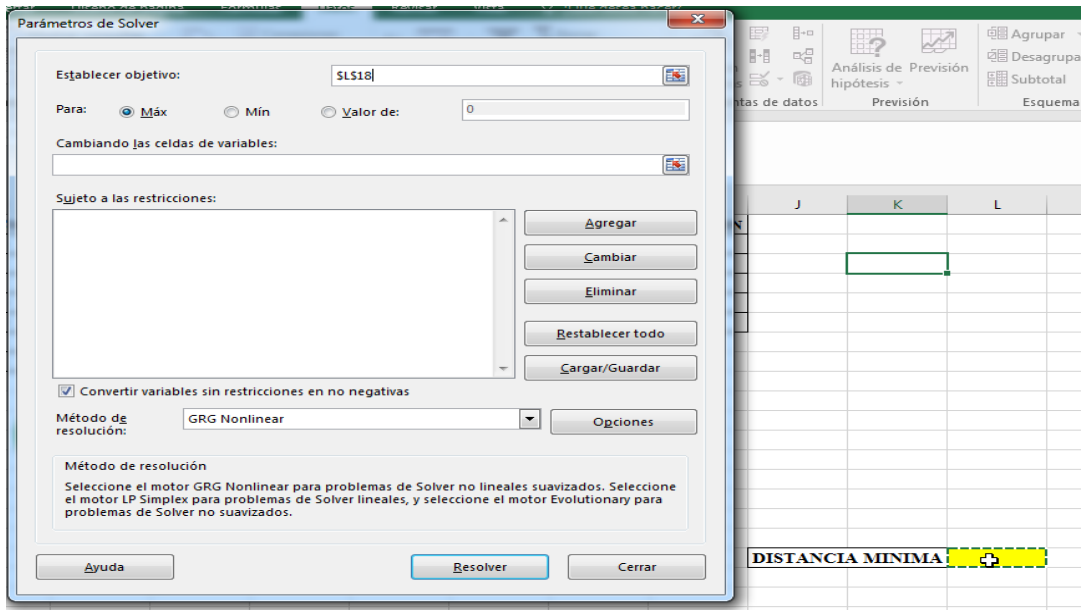 Parámetros de Solver
Establecer objetivo:
$L$18
Para:
Máx
Mín
Valor de:
0
Cambiando las celdas de variables:
Sujeto a las restricciones:
Agregar
Cambiar
Eliminar
Restablecer todo
Cargar/Guardar
Convertir variables sin restricciones en no negativas
Método de
resolución:
GRG Nonlinear
Opciones
Método de resolución
Seleccione el motor GRG Nonlinear para problemas de Solver no lineales suavizados. Seleccione
el motor LP Simplex para problemas de Solver lineales, y seleccione el motor Evolutionary para
problemas de Solver no suavizados.
Ayuda
Resolver
Cerrar
Análisis de
hipótesis
Previsión
Agrupar
Desagrupa
Subtotal
ntas de datos
Previsión
Esquema
J
K
L
N
DISTANCIA MINIMA